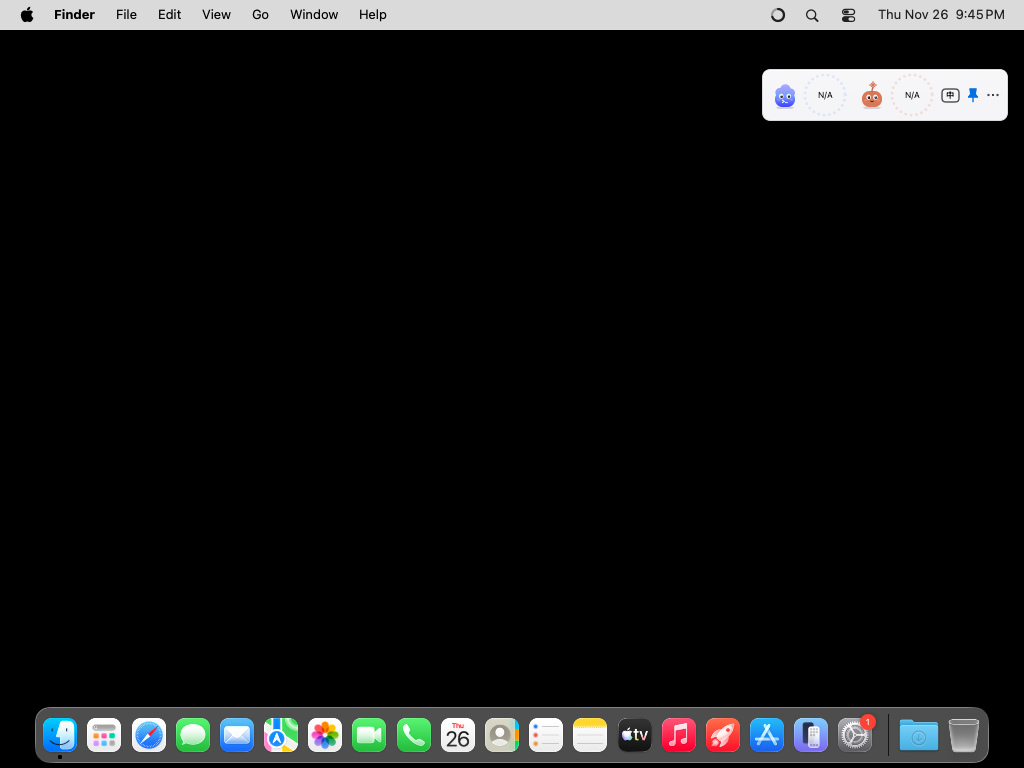 Finder File Edit View Go Window Help Thu Nov 26 9:45 PM
N/A N/A 中
Thu
26
tv
1